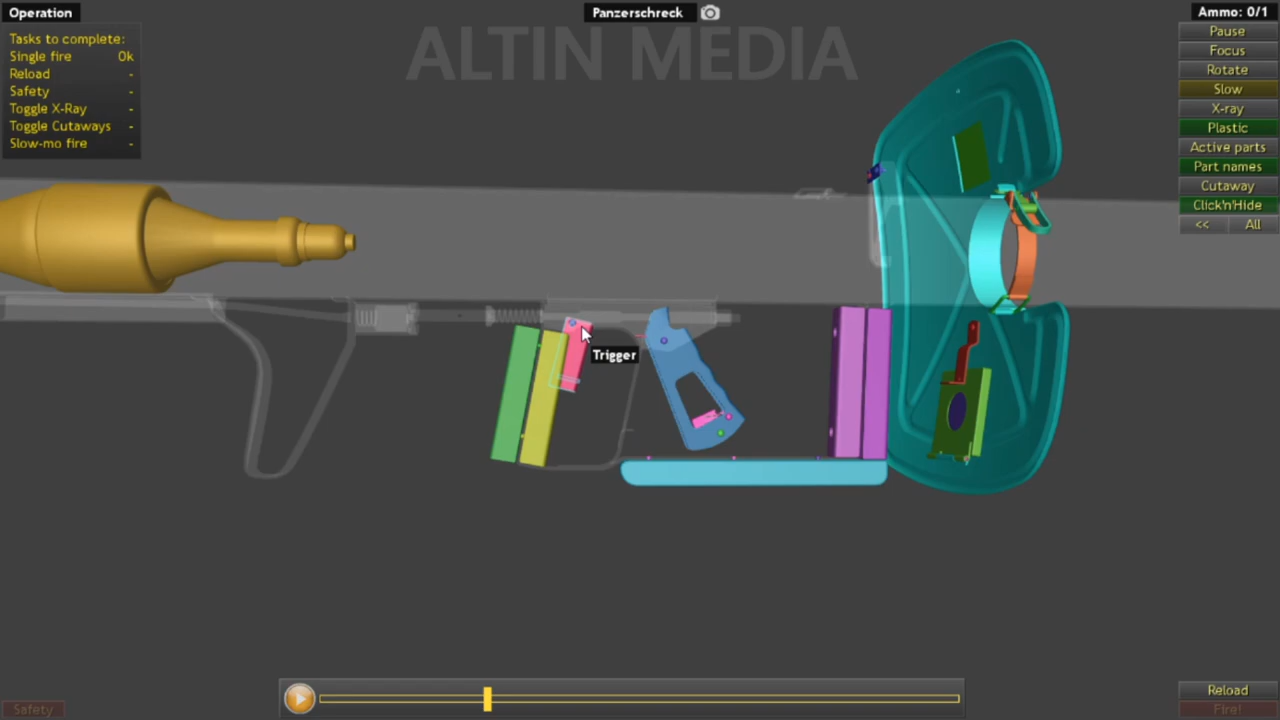 Operation
Panzerschreck
Ammo: 0/1
ALTIN MEDIA
Tasks to complete:
Single fire Ok
Reload -
Safety -
Toggle X-Ray -
Toggle Cutaways -
Slow-mo fire -
Pause
Focus
Rotate
Slow
X-ray
Plastic
Active parts
Part names
Cutaway
Click'n'Hide
<< All
Trigger
Safety
Reload
Fire!